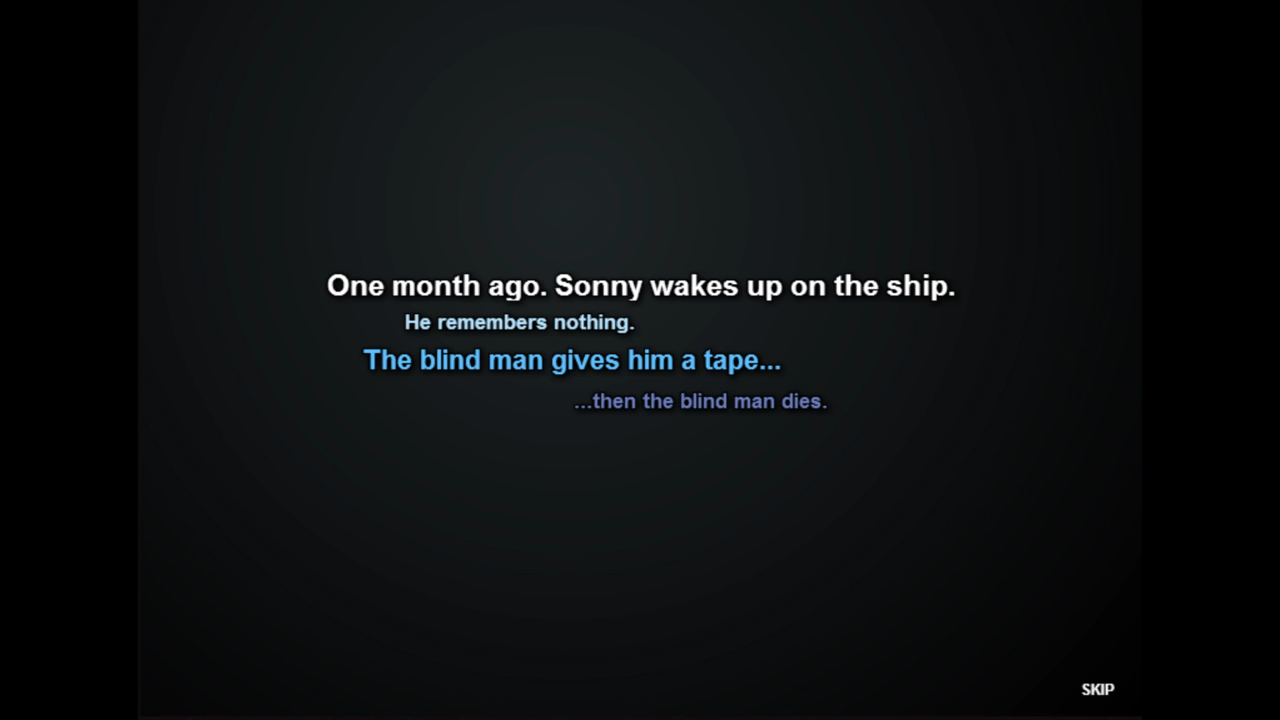 One month ago. Sonny wakes up on the ship.
He remembers nothing.
The blind man gives him a tape...
...then the blind man dies.
SKIP